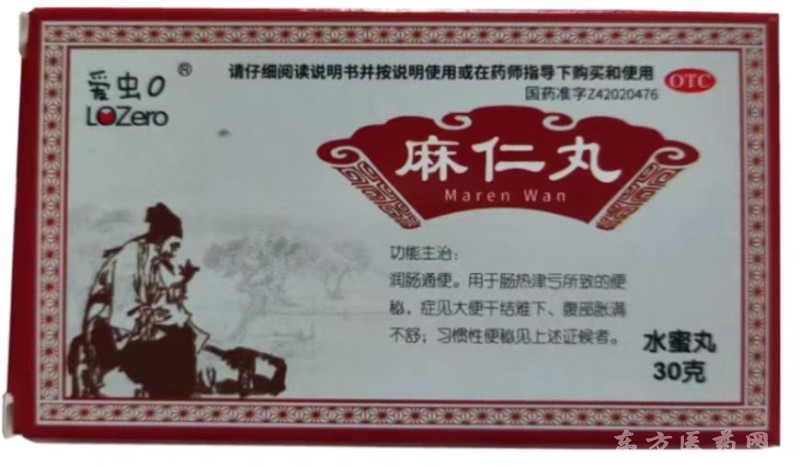 爱虫0®
LOZero
请仔细阅读说明书并按说明使用或在药师指导下购买和使用
国药准字Z42020476
OTC
麻仁丸
Maren Wan
功能主治:
润肠通便。用于肠热津亏所致的便
秘，症见大便干结难下、腹部胀满
不舒；习惯性便秘见上述证候者。
水蜜丸
30克
东方医药网